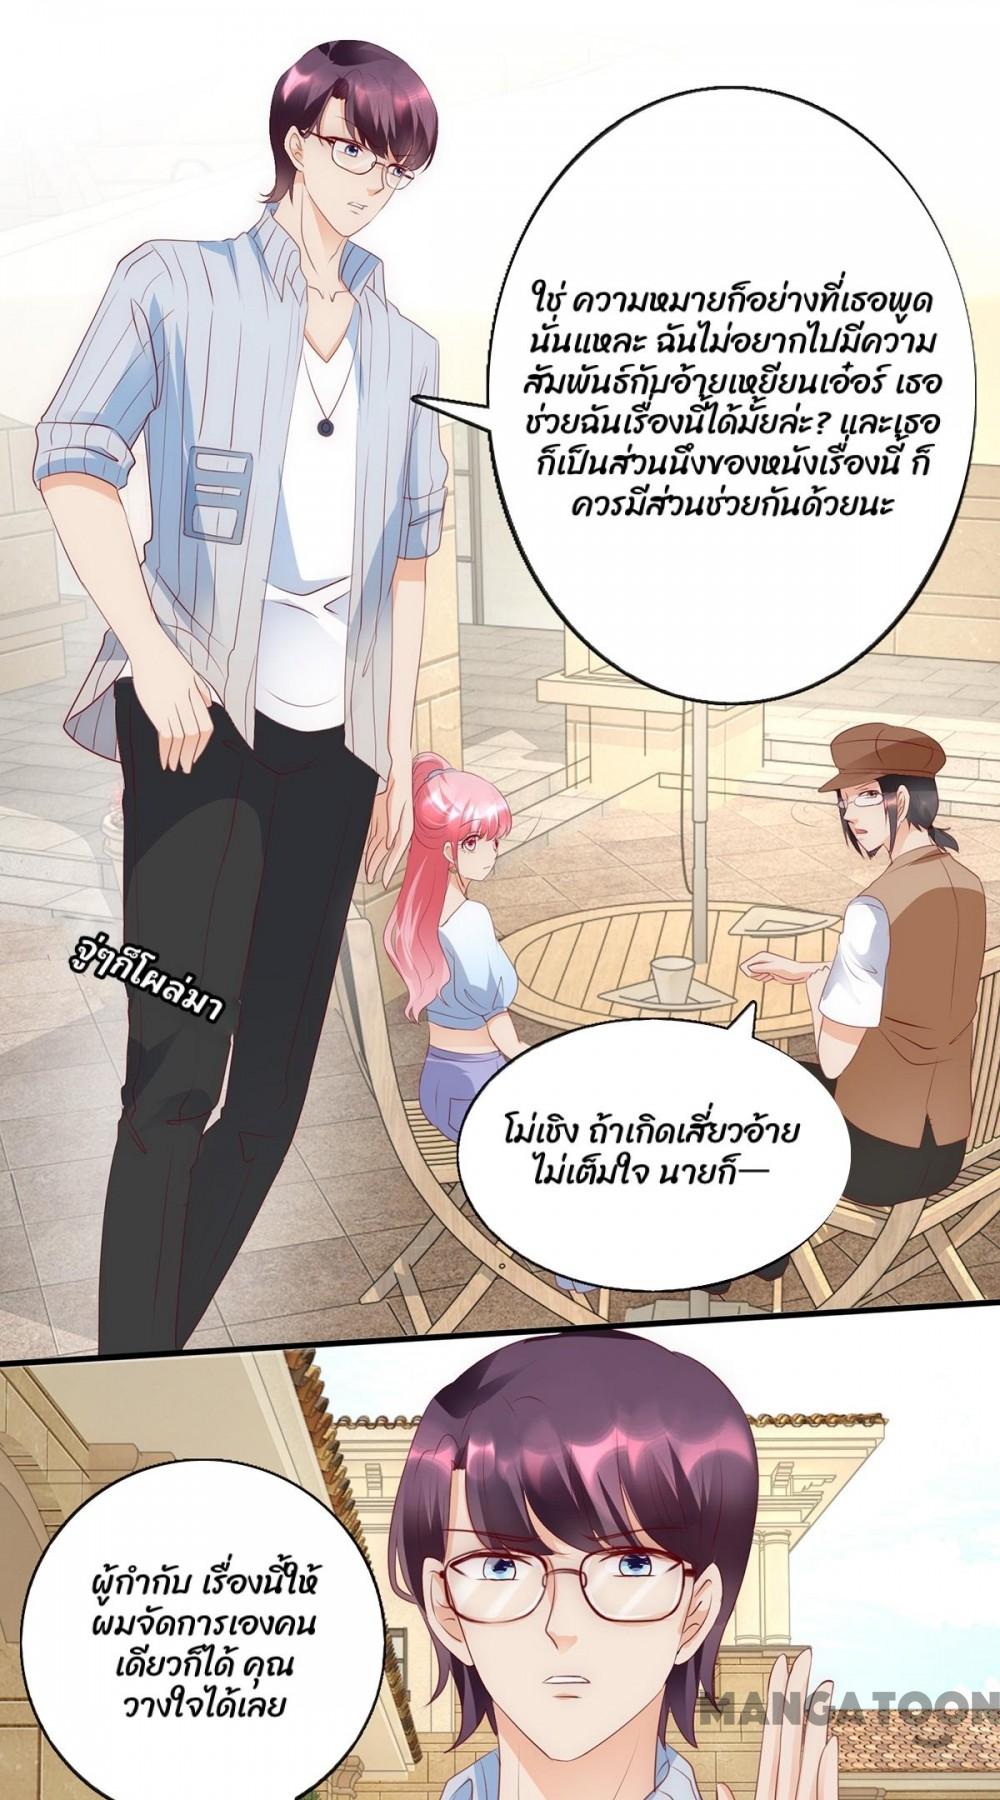 ใช่ ความหมายก็อย่างที่เธอพูด
นั่นแหละ ฉันไม่อยากไปมีความ
สัมพันธ์กับอ้ายเหยียนเอ๋อร์ เธอ
ช่วยฉันเรื่องนี้ได้มั้ยล่ะ? และเธอ
ก็เป็นส่วนนึงของหนังเรื่องนี้ ก็
ควรมีส่วนช่วยกันด้วยนะ
จู่ๆก็โผล่มา
โม่เชิง ถ้าเกิดเสี่ยวอ้าย
ไม่เต็มใจ นายก็—
ผู้กำกับ เรื่องนี้ให้
ผมจัดการเองคน
เดียวก็ได้ คุณ
วางใจได้เลย
MANGATOON